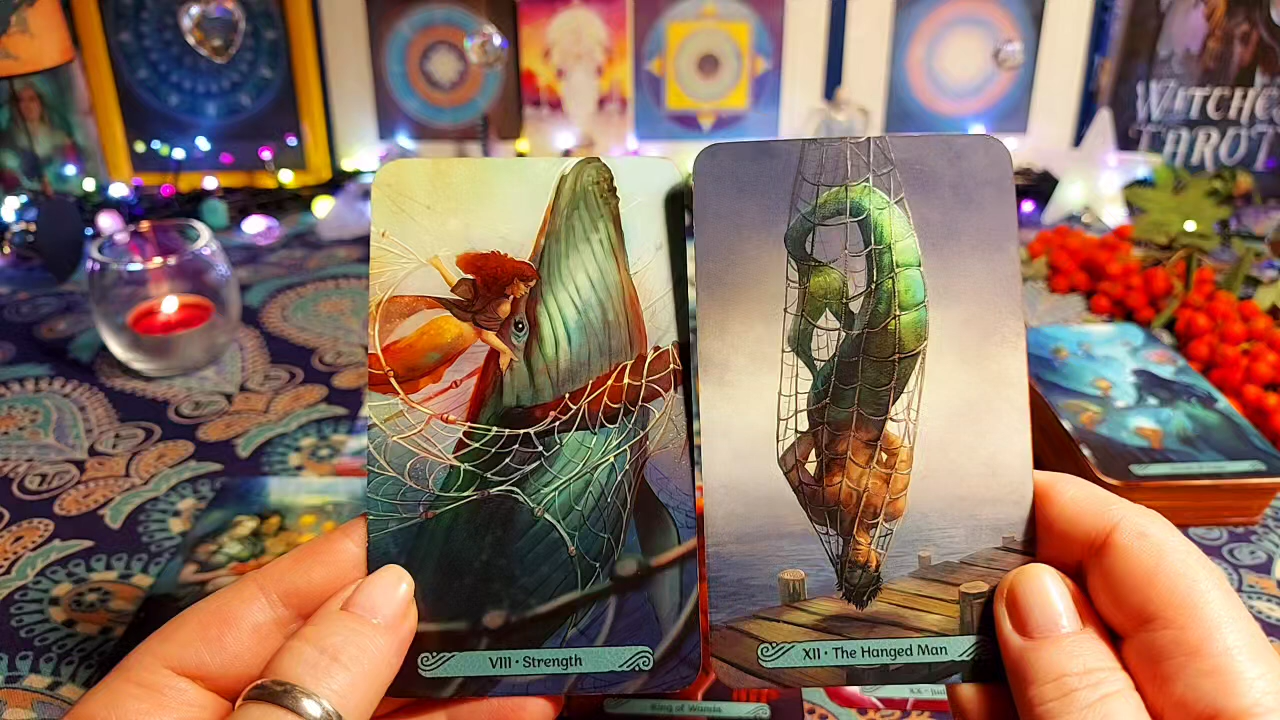 WITCHES
TAROT
VIII • Strength
XII • The Hanged Man
King of Wands